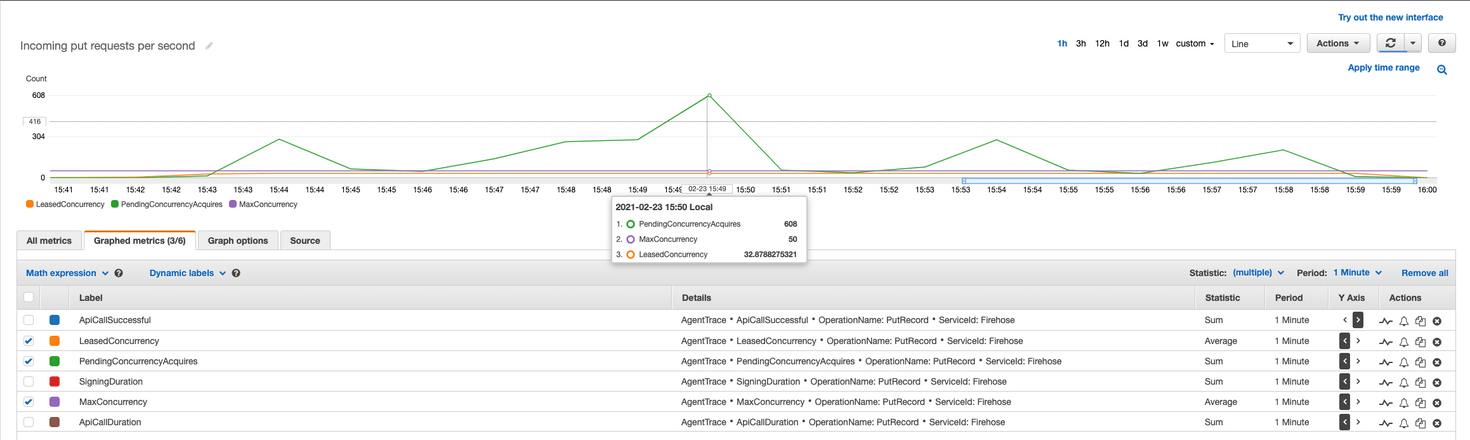 Try out the new interface
Incoming put requests per second
1h 3h 12h 1d 3d 1w custom Line Actions ?
Apply time range
Count
608
416
304
0
15:41 15:41 15:42 15:43 15:43 15:44 15:45 15:45 15:46 15:47 15:47 15:48 15:48 15:49 15:49 02-23 15:49 15:50 15:51 15:51 15:52 15:52 15:53 15:53 15:54 15:54 15:55 15:55 15:56 15:56 15:57 15:57 15:58 15:58 15:59 15:59 16:00
LeasedConcurrency PendingConcurrencyAcquires MaxConcurrency
2021-02-23 15:50 Local
1. PendingConcurrencyAcquires 608
2. MaxConcurrency 50
3. LeasedConcurrency 32.8788275321
All metrics Graphed metrics (3/6) Graph options Source
Math expression ? Dynamic labels ? Statistic: (multiple) Period: 1 Minute Remove all
Label Details Statistic Period Y Axis Actions
ApiCallSuccessful AgentTrace • ApiCallSuccessful • OperationName: PutRecord • ServiceId: Firehose Sum 1 Minute < >
LeasedConcurrency AgentTrace • LeasedConcurrency • OperationName: PutRecord • ServiceId: Firehose Average 1 Minute < >
PendingConcurrencyAcquires AgentTrace • PendingConcurrencyAcquires • OperationName: PutRecord • ServiceId: Firehose Sum 1 Minute < >
SigningDuration AgentTrace • SigningDuration • OperationName: PutRecord • ServiceId: Firehose Sum 1 Minute < >
MaxConcurrency AgentTrace • MaxConcurrency • OperationName: PutRecord • ServiceId: Firehose Average 1 Minute < >
ApiCallDuration AgentTrace • ApiCallDuration • OperationName: PutRecord • ServiceId: Firehose Sum 1 Minute < >